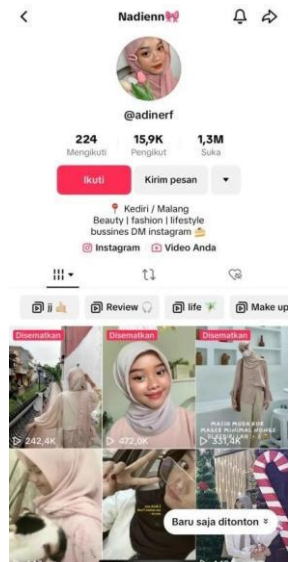 Nadienn🎀
@adinerf
224 15,9K 1,3M
Mengikuti Pengikut Suka
Ikuti Kirim pesan
📍 Kediri / Malang
Beauty | fashion | lifestyle
bussines DM instagram 📩
Instagram Video Anda
jj Review life Make up
Disematkan Disematkan Disematkan
242,4K 472,0K 331,4K
Baru saja ditonton